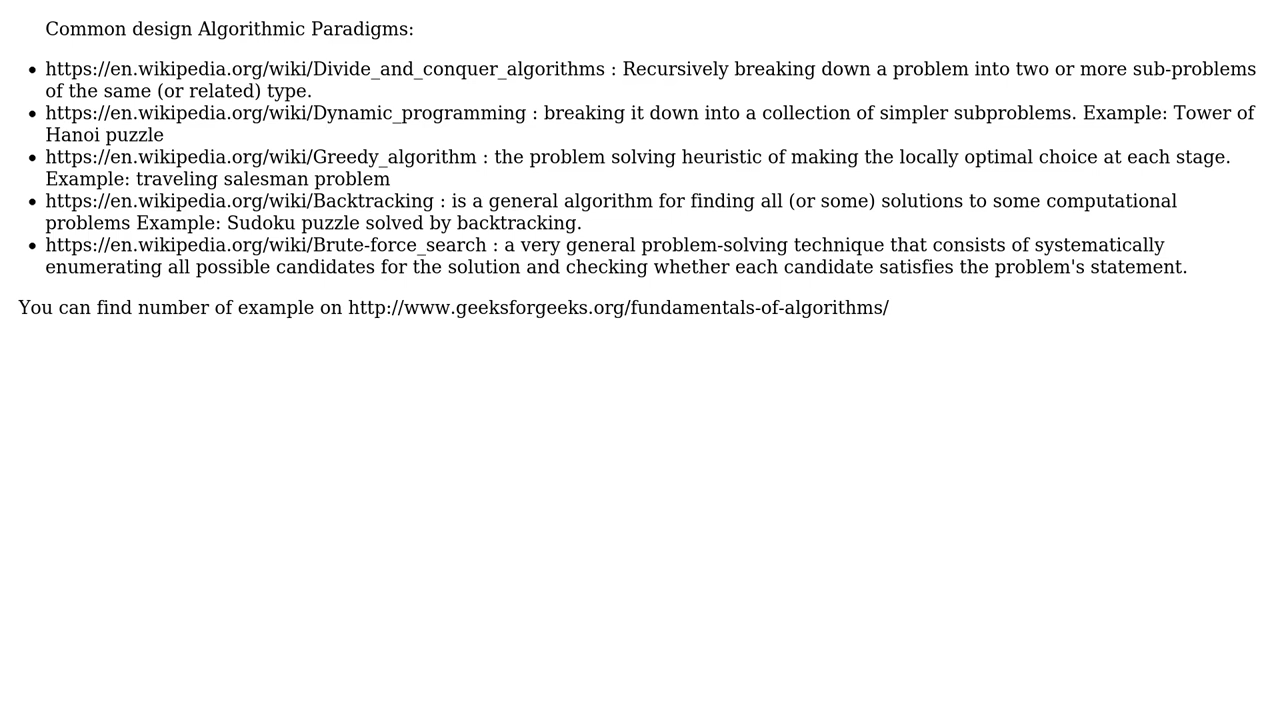 Common design Algorithmic Paradigms:
• https://en.wikipedia.org/wiki/Divide_and_conquer_algorithms : Recursively breaking down a problem into two or more sub-problems
of the same (or related) type.
• https://en.wikipedia.org/wiki/Dynamic_programming : breaking it down into a collection of simpler subproblems. Example: Tower of
Hanoi puzzle
• https://en.wikipedia.org/wiki/Greedy_algorithm : the problem solving heuristic of making the locally optimal choice at each stage.
Example: traveling salesman problem
• https://en.wikipedia.org/wiki/Backtracking : is a general algorithm for finding all (or some) solutions to some computational
problems Example: Sudoku puzzle solved by backtracking.
• https://en.wikipedia.org/wiki/Brute-force_search : a very general problem-solving technique that consists of systematically
enumerating all possible candidates for the solution and checking whether each candidate satisfies the problem's statement.
You can find number of example on http://www.geeksforgeeks.org/fundamentals-of-algorithms/